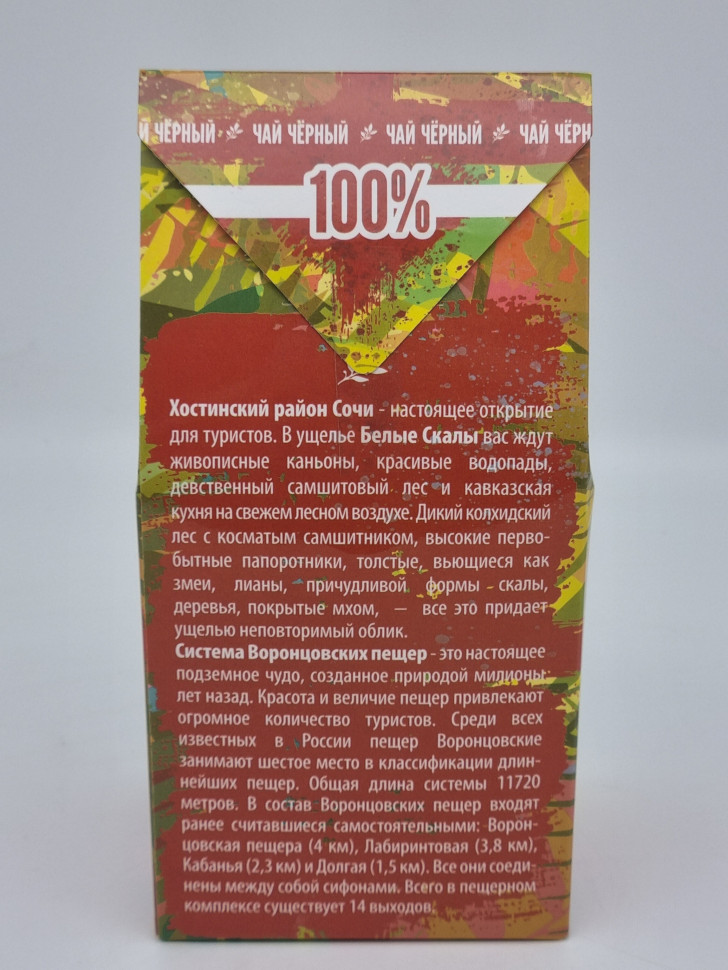 Й ЧЁРНЫЙ ЧАЙ ЧЁРНЫЙ ЧАЙ ЧЁРНЫЙ ЧАЙ ЧЁРН
100%
Хостинский район Сочи - настоящее открытие
для туристов. В ущелье Белые Скалы вас ждут
живописные каньоны, красивые водопады,
девственный самшитовый лес и кавказская
кухня на свежем лесном воздухе. Дикий колхидский
лес с косматым самшитником, высокие перво-
бытные папоротники, толстые, вьющиеся как
змеи, лианы, причудливой формы скалы,
деревья, покрытые мхом, — все это придает
ущелью неповторимый облик.
Система Воронцовских пещер - это настоящее
подземное чудо, созданное природой милионы
лет назад. Красота и величие пещер привлекают
огромное количество туристов. Среди всех
известных в России пещер Воронцовские
занимают шестое место в классификации длин-
нейших пещер. Общая длина системы 11720
метров. В состав Воронцовских пещер входят
ранее считавшиеся самостоятельными: Ворон-
цовская пещера (4 км), Лабиринтовая (3,8 км),
Кабанья (2,3 км) и Долгая (1,5 км). Все они соеди-
нены между собой сифонами. Всего в пещерном
комплексе существует 14 выходов.